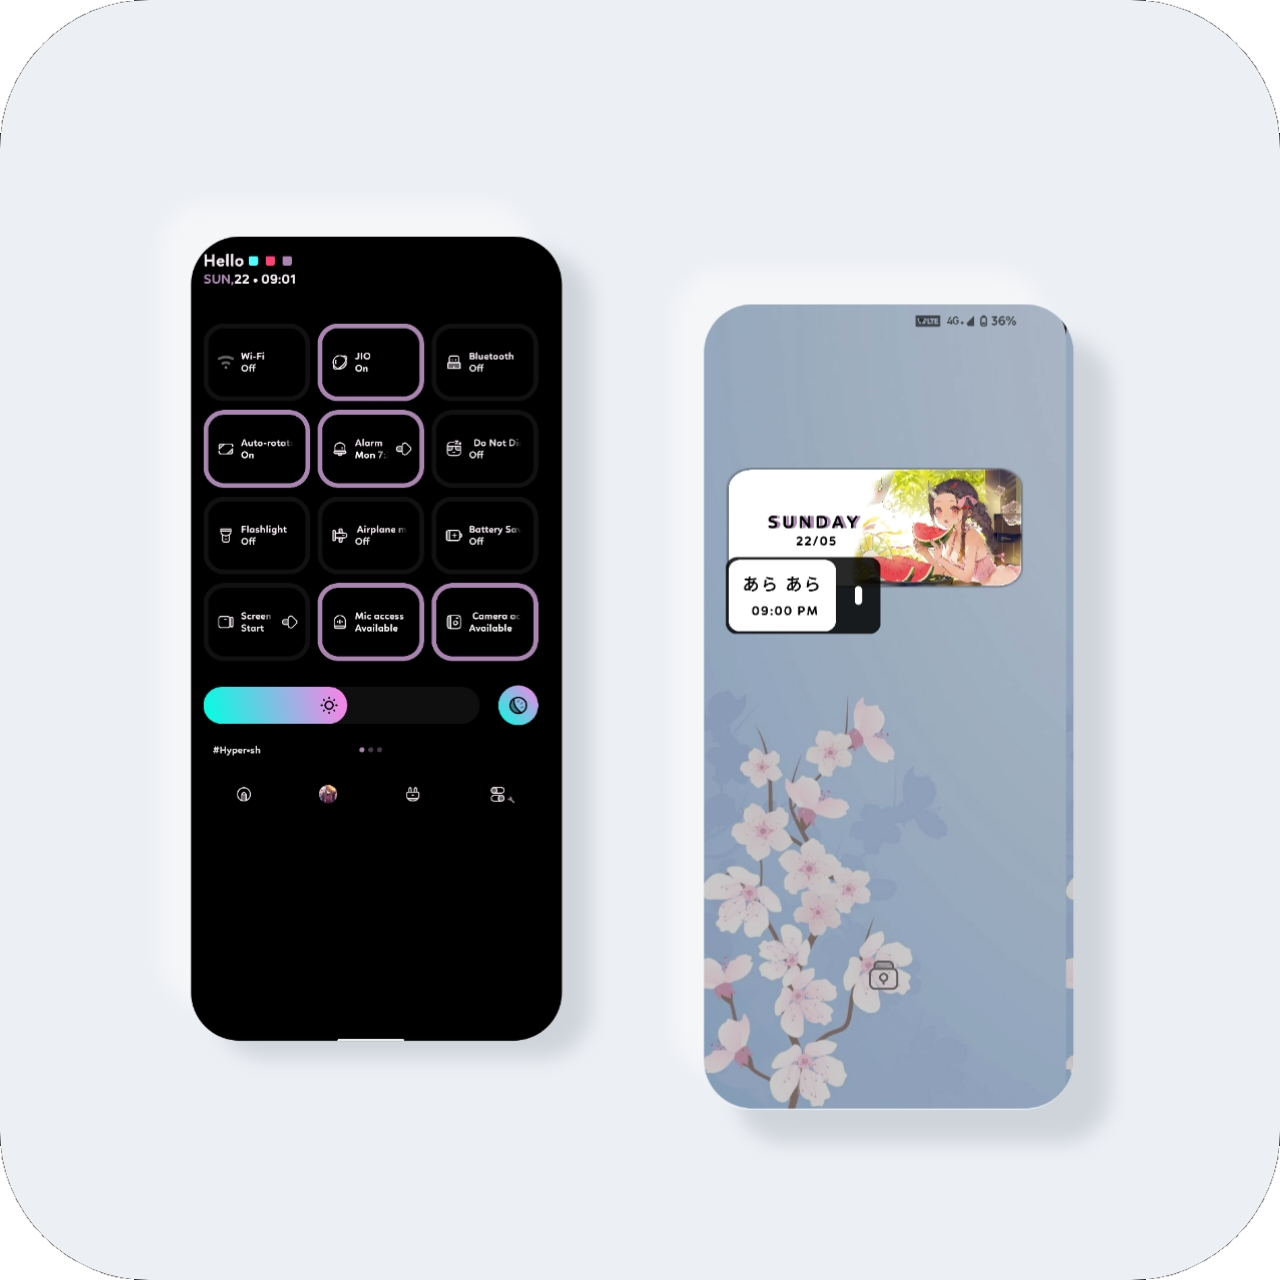 Hello
SUN,22 • 09:01
Wi-Fi
Off
JIO
On
Bluetooth
Off
Auto-rotat
On
Alarm
Mon 7:
Do Not Di
Off
Flashlight
Off
Airplane m
Off
Battery Sav
Off
Screen
Start
Mic access
Available
Camera ac
Available
#Hyper•sh
LTE 4G 36%
SUNDAY
22/05
あら あら
09:00 PM